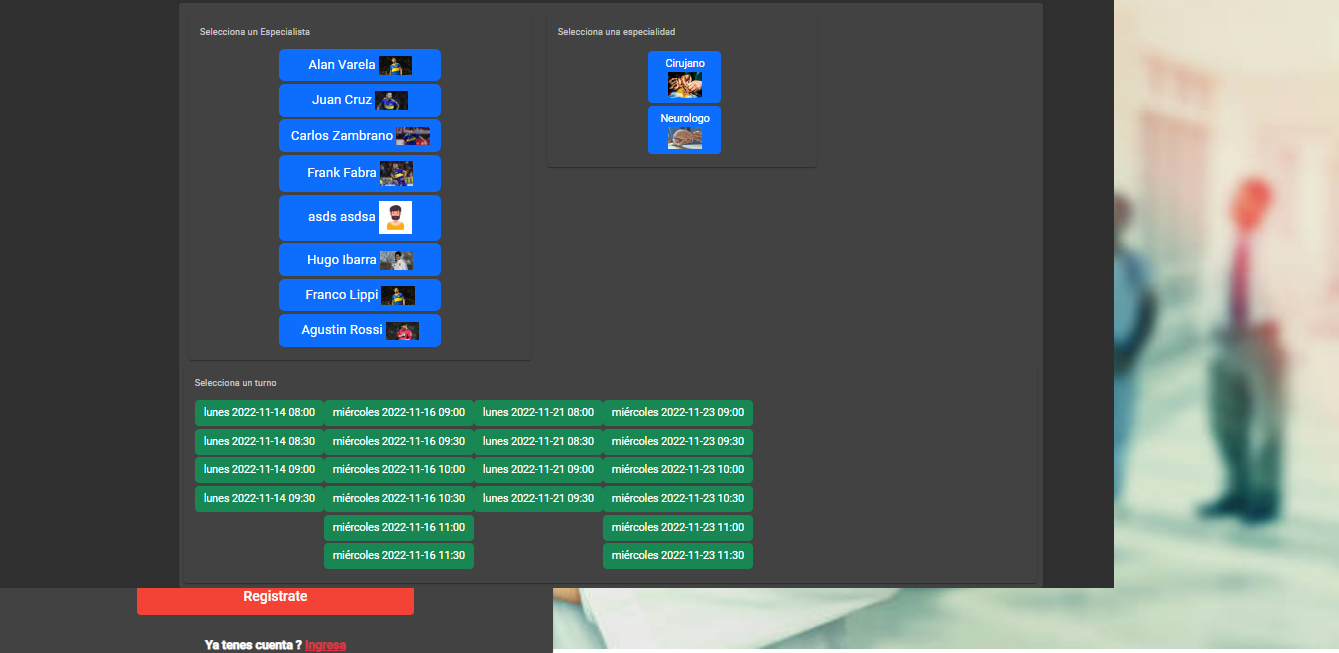 Selecciona un Especialista
Alan Varela
Juan Cruz
Carlos Zambrano
Frank Fabra
asds asdsa
Hugo Ibarra
Franco Lippi
Agustin Rossi
Selecciona una especialidad
Cirujano
Neurologo
Selecciona un turno
lunes 2022-11-14 08:00 miércoles 2022-11-16 09:00 lunes 2022-11-21 08:00 miércoles 2022-11-23 09:00
lunes 2022-11-14 08:30 miércoles 2022-11-16 09:30 lunes 2022-11-21 08:30 miércoles 2022-11-23 09:30
lunes 2022-11-14 09:00 miércoles 2022-11-16 10:00 lunes 2022-11-21 09:00 miércoles 2022-11-23 10:00
lunes 2022-11-14 09:30 miércoles 2022-11-16 10:30 lunes 2022-11-21 09:30 miércoles 2022-11-23 10:30
miércoles 2022-11-16 11:00 miércoles 2022-11-23 11:00
miércoles 2022-11-16 11:30 miércoles 2022-11-23 11:30
Registrate
Ya tenes cuenta ? Ingresa